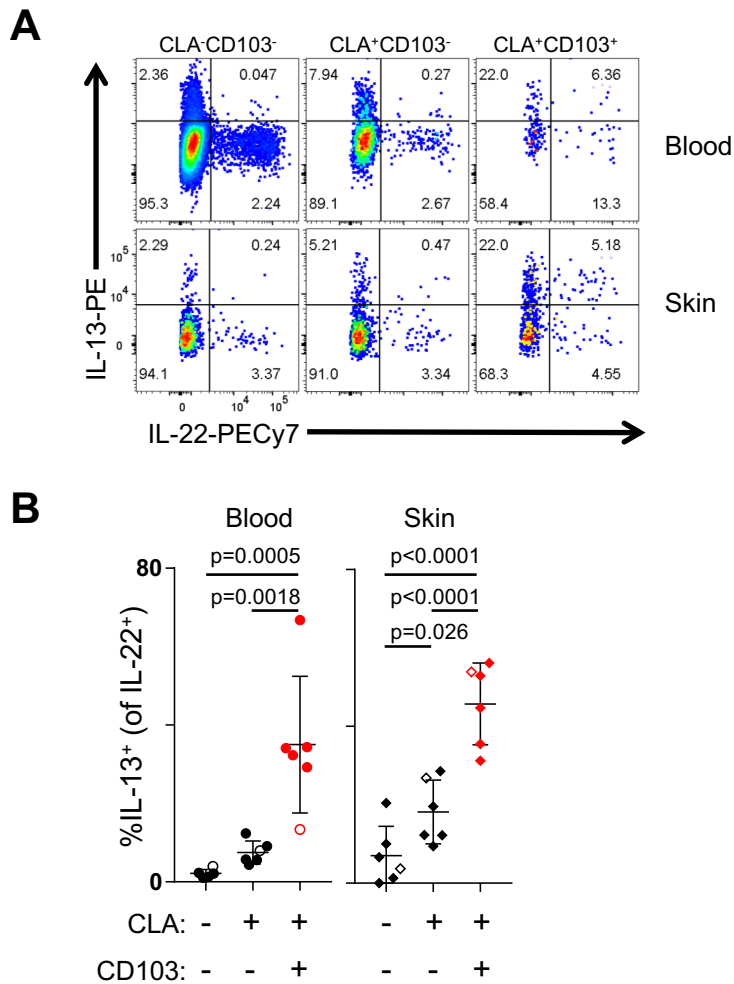 A
CLA⁻CD103⁻ CLA⁺CD103⁻ CLA⁺CD103⁺
2.36 0.047 7.94 0.27 22.0 6.36
Blood
95.3 2.24 89.1 2.67 58.4 13.3
2.29 0.24 5.21 0.47 22.0 5.18
10⁵
10⁴
Skin
0
94.1 3.37 91.0 3.34 68.3 4.55
0 10⁴ 10⁵
IL-13-PE
IL-22-PECy7
B
Blood Skin
80
p=0.0005 p<0.0001
p=0.0018 p<0.0001
p=0.026
%IL-13⁺ (of IL-22⁺)
0
CLA: - + + - + +
CD103: - - + - - +